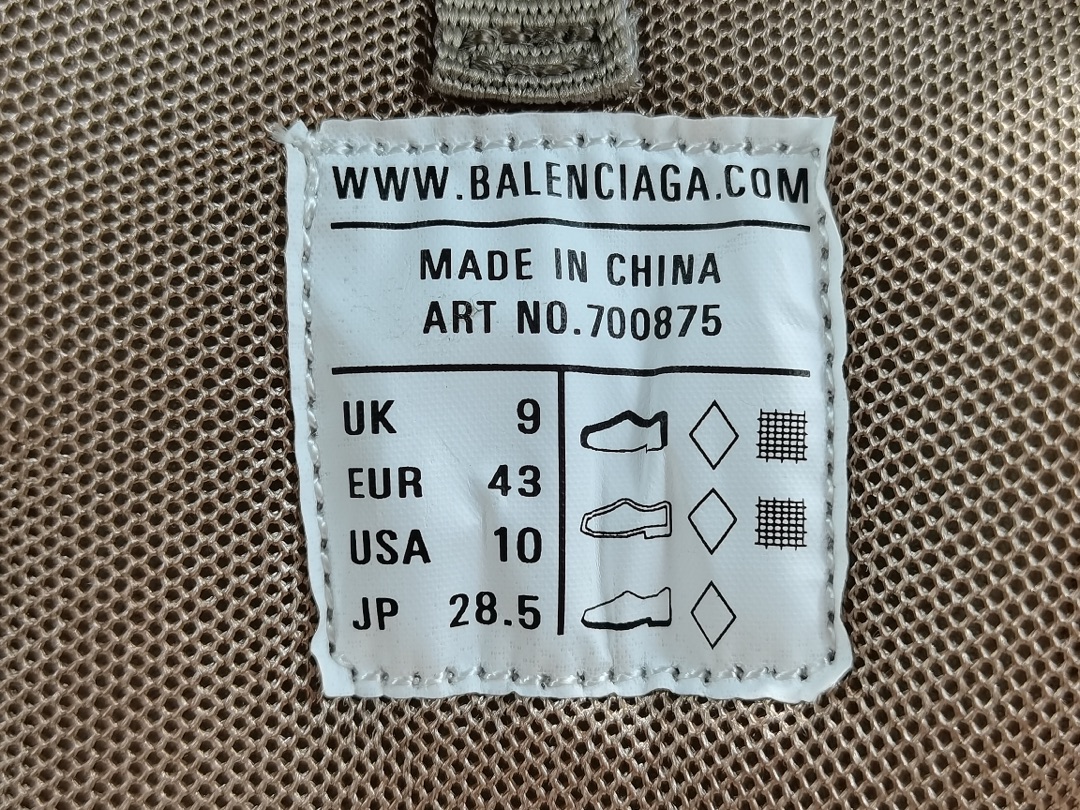 WWW.BALENCIAGA.COM
MADE IN CHINA
ART NO.700875
UK 9
EUR 43
USA 10
JP 28.5